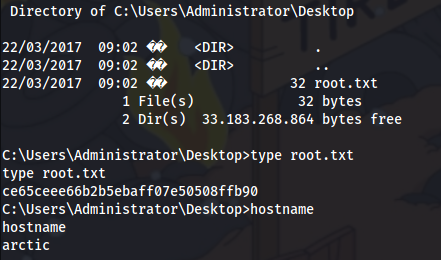 Directory of C:\Users\Administrator\Desktop
22/03/2017  09:02 ��    <DIR>          .
22/03/2017  09:02 ��    <DIR>          ..
22/03/2017  09:02 ��                32 root.txt
               1 File(s)             32 bytes
               2 Dir(s)  33.183.268.864 bytes free
C:\Users\Administrator\Desktop>type root.txt
type root.txt
ce65ceee66b2b5ebaff07e50508ffb90
C:\Users\Administrator\Desktop>hostname
hostname
arctic